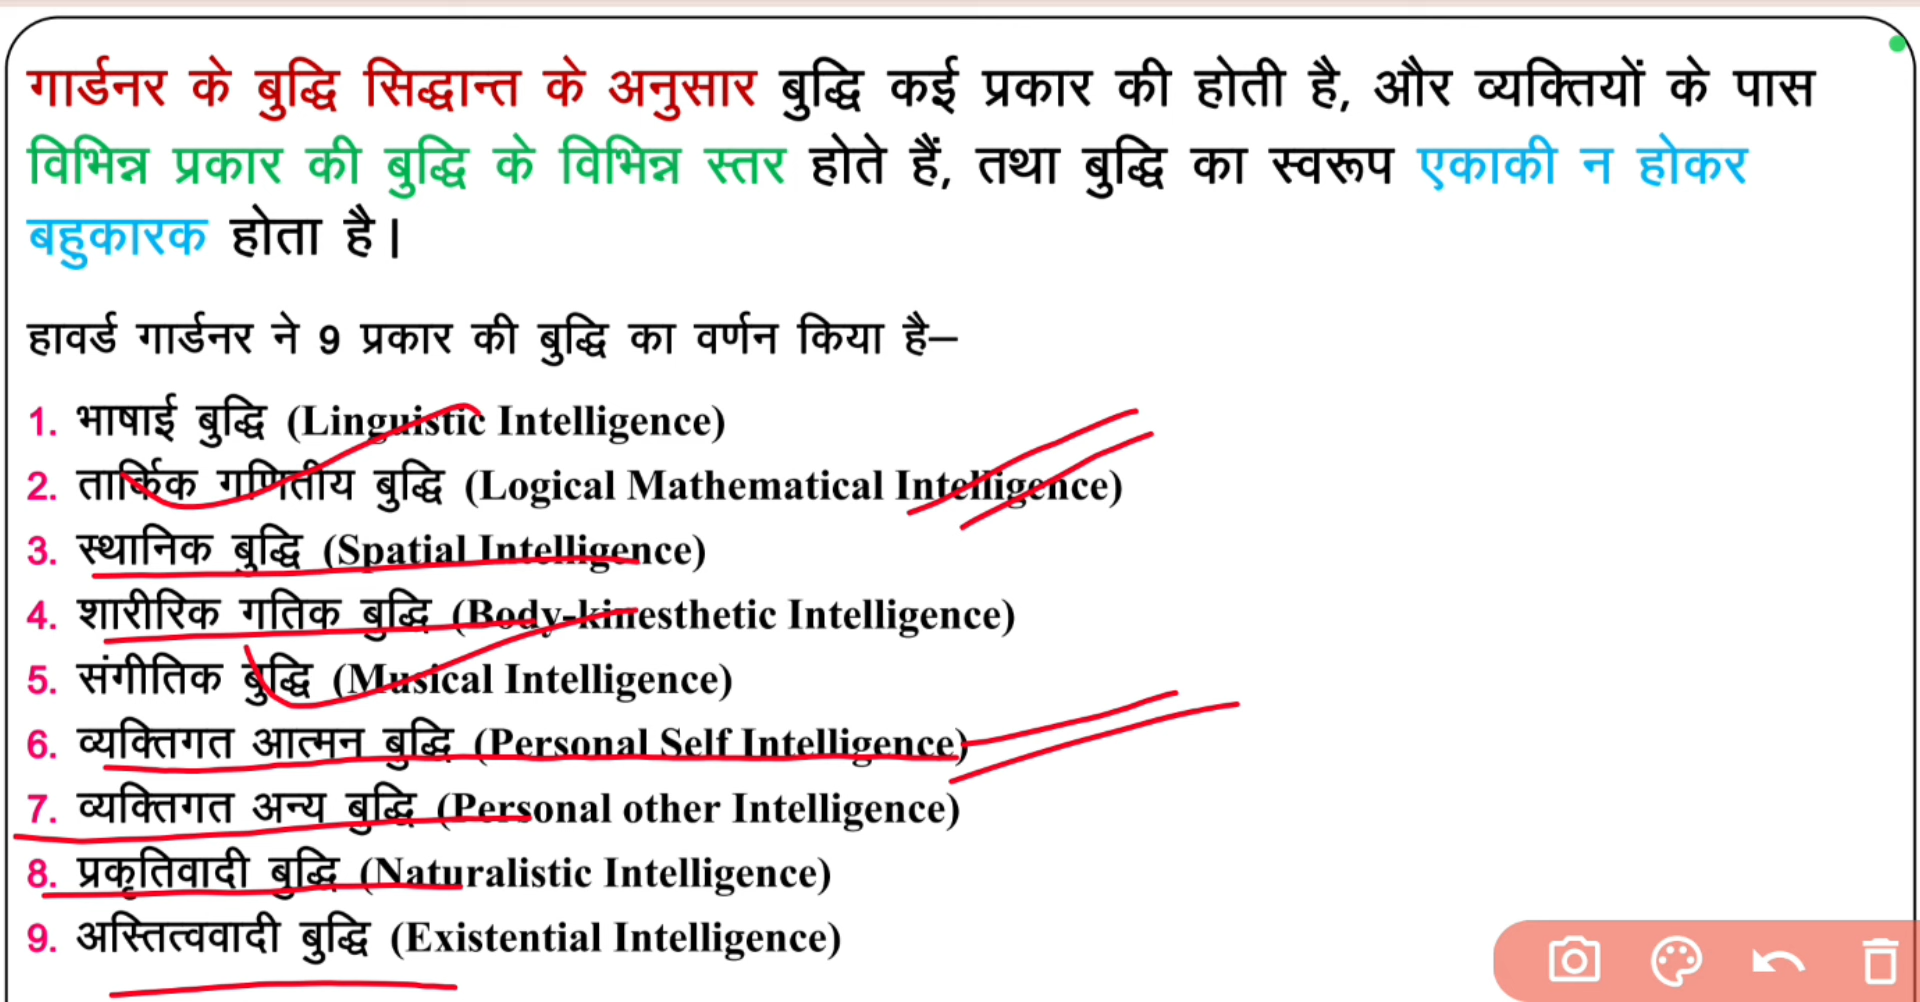 गार्डनर के बुद्धि सिद्धान्त के अनुसार बुद्धि कई प्रकार की होती है, और व्यक्तियों के पास
विभिन्न प्रकार की बुद्धि के विभिन्न स्तर होते हैं, तथा बुद्धि का स्वरूप एकाकी न होकर
बहुकारक होता है।
हावर्ड गार्डनर ने 9 प्रकार की बुद्धि का वर्णन किया है–
1. भाषाई बुद्धि (Linguistic Intelligence)
2. तार्किक गणितीय बुद्धि (Logical Mathematical Intelligence)
3. स्थानिक बुद्धि (Spatial Intelligence)
4. शारीरिक गतिक बुद्धि (Body-kinesthetic Intelligence)
5. संगीतिक बुद्धि (Musical Intelligence)
6. व्यक्तिगत आत्मन बुद्धि (Personal Self Intelligence)
7. व्यक्तिगत अन्य बुद्धि (Personal other Intelligence)
8. प्रकृतिवादी बुद्धि (Naturalistic Intelligence)
9. अस्तित्ववादी बुद्धि (Existential Intelligence)